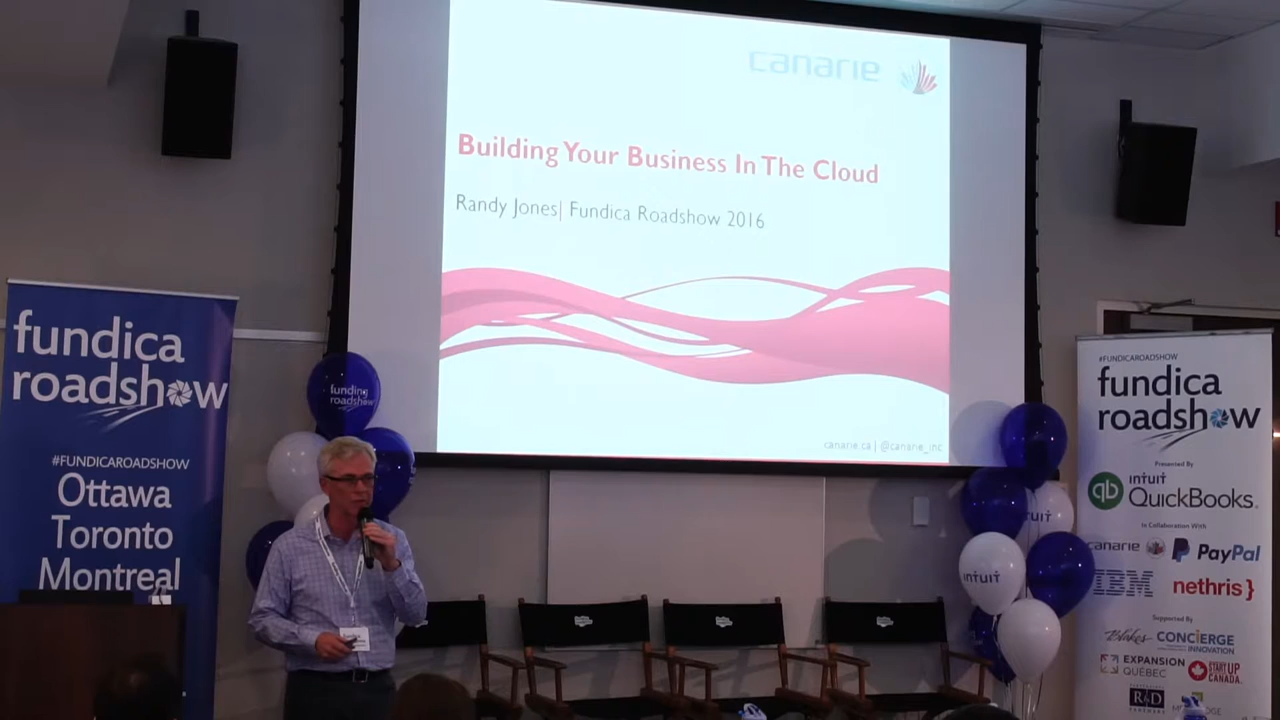 canarie
Building Your Business In The Cloud
Randy Jones| Fundica Roadshow 2016
canarie.ca | @canarie_inc
fundica
roadshow
#FUNDICAROADSHOW
Ottawa
Toronto
Montreal
funding
roadshow
intuit
#FUNDICAROADSHOW
fundica
roadshow
Presented By
qb
intuit
QuickBooks.
In Collaboration With
canarie
PayPal
IBM
nethris}
Supported By
Blakes
CONCIERGE
INNOVATION
EXPANSION
QUÉBEC
STARTUP
CANADA
R&D
PARTNERS